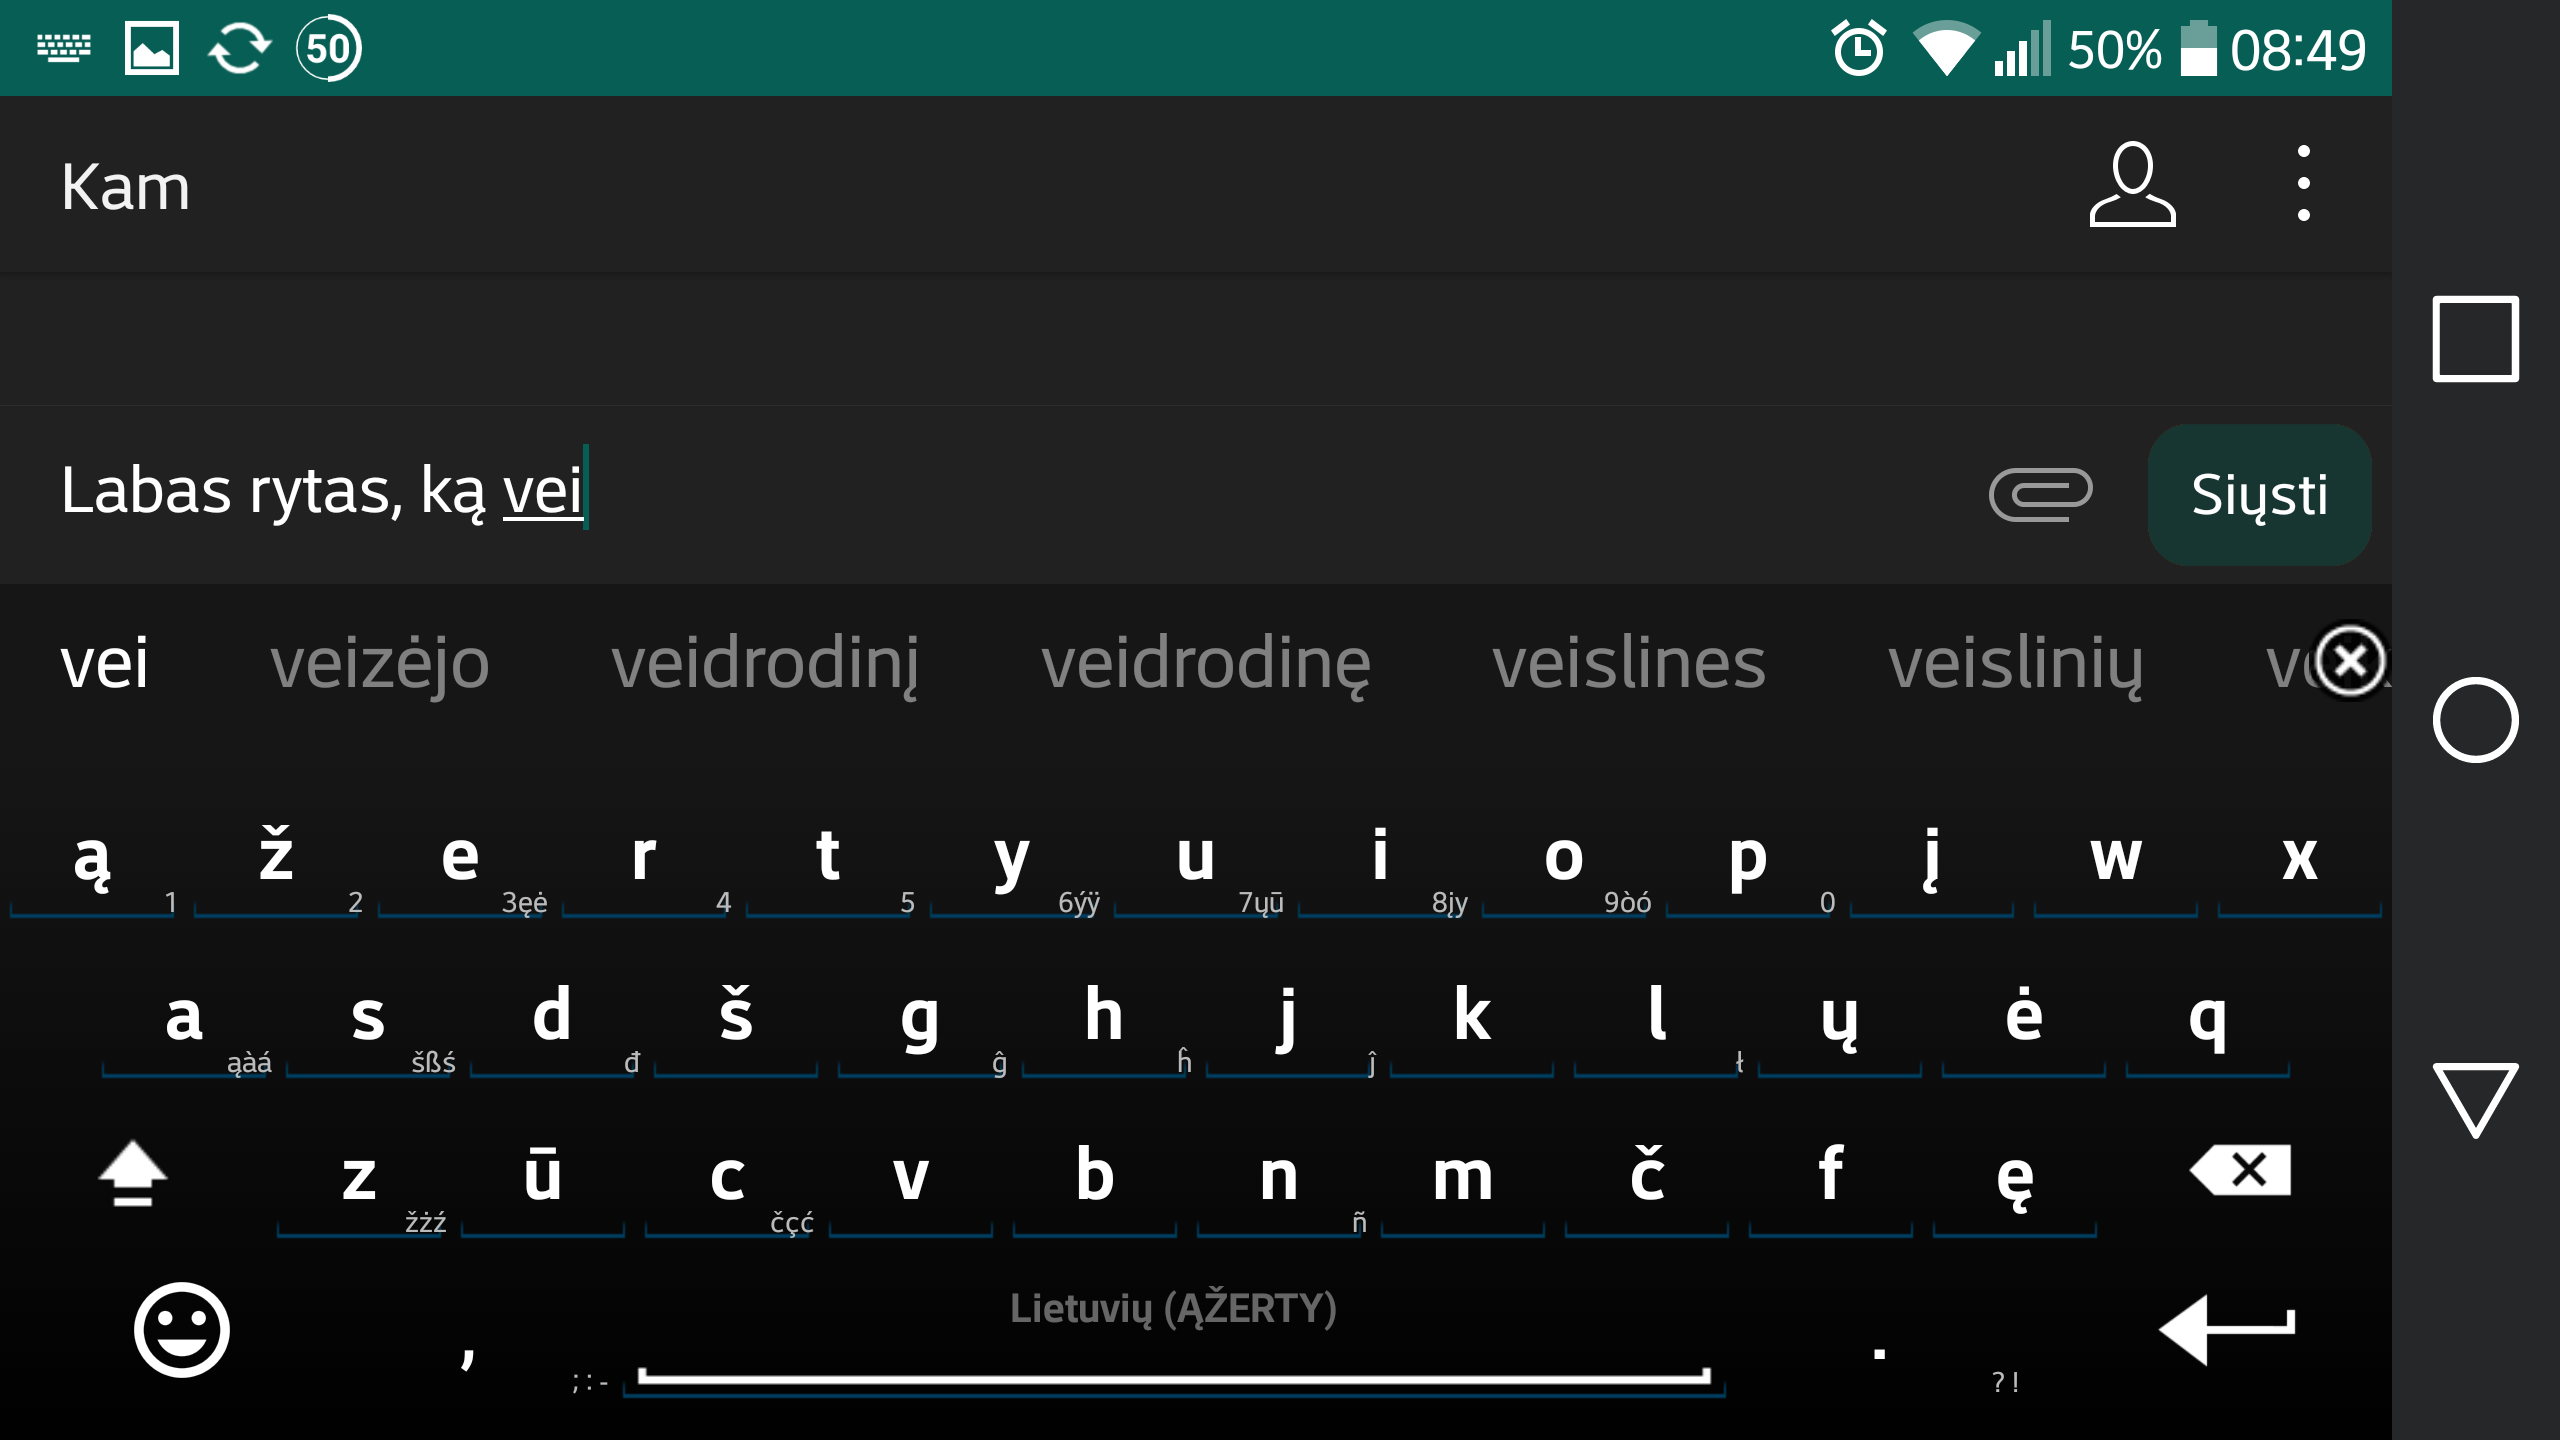 50 50% 08:49
Kam
Labas rytas, ką vei Siųsti
vei veizėjo veidrodinį veidrodinę veislines veislinių
ą ž e r t y u i o p į w x
1 2 3ęė 4 5 6ýÿ 7ųū 8įy 9òó 0
a s d š g h j k l ų ė q
ąàá šßś đ ĝ ĥ ĵ ł
z ū c v b n m č f ę
žżź čçć ñ
Lietuvių (ĄŽERTY)
, .
; : - ? !